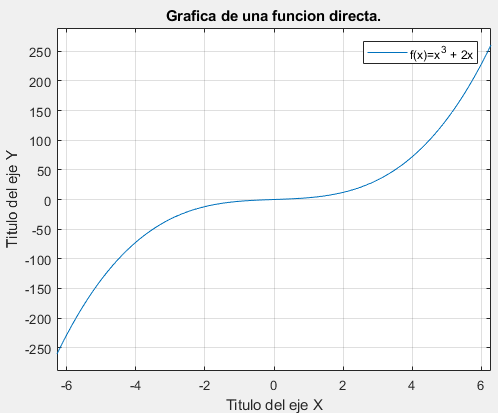 Grafica de una funcion directa.
f(x)=x³ + 2x
250
200
150
100
50
0
-50
-100
-150
-200
-250
Titulo del eje Y
-6 -4 -2 0 2 4 6
Titulo del eje X